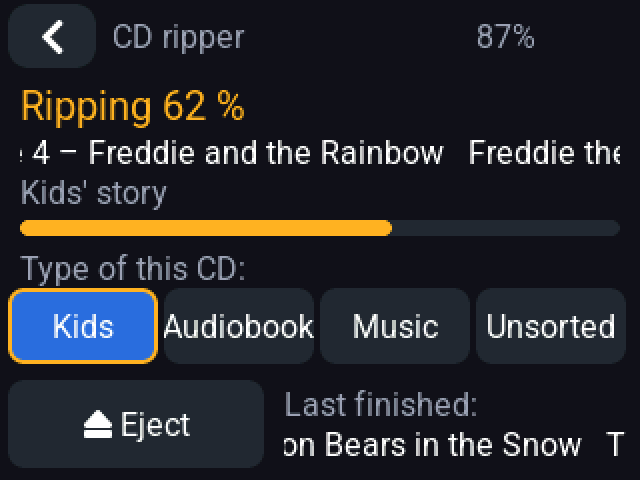 CD ripper 87%
Ripping 62 %
4 – Freddie and the Rainbow Freddie the
Kids' story
Type of this CD:
Kids Audiobook Music Unsorted
Eject
Last finished:
on Bears in the Snow T